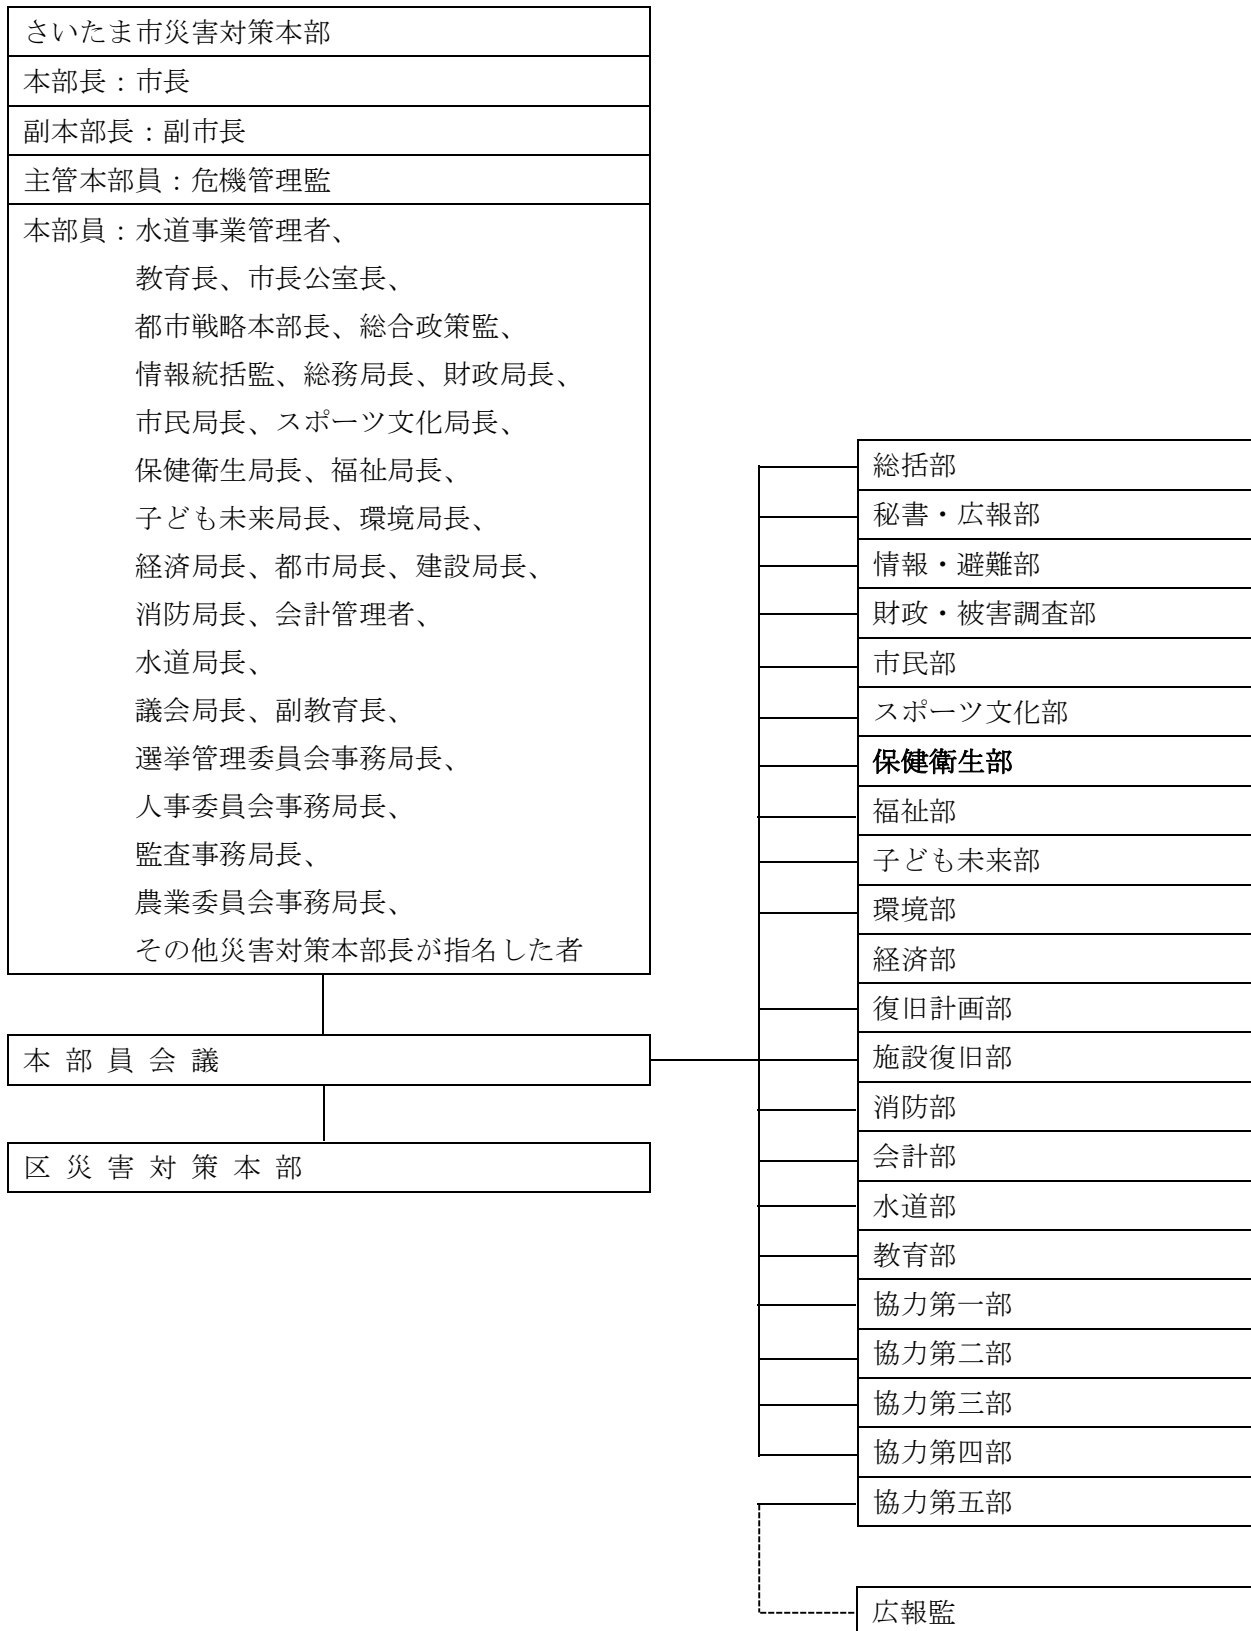 さいたま市災害対策本部
本部長：市長
副本部長：副市長
主管本部員：危機管理監
本部員：水道事業管理者、
教育長、市長公室長、
都市戦略本部長、総合政策監、
情報統括監、総務局長、財政局長、
市民局長、スポーツ文化局長、
保健衛生局長、福祉局長、
子ども未来局長、環境局長、
経済局長、都市局長、建設局長、
消防局長、会計管理者、
水道局長、
議会局長、副教育長、
選挙管理委員会事務局長、
人事委員会事務局長、
監査事務局長、
農業委員会事務局長、
その他災害対策本部長が指名した者
本部員会議
区災害対策本部
総括部
秘書・広報部
情報・避難部
財政・被害調査部
市民部
スポーツ文化部
保健衛生部
福祉部
子ども未来部
環境部
経済部
復旧計画部
施設復旧部
消防部
会計部
水道部
教育部
協力第一部
協力第二部
協力第三部
協力第四部
協力第五部
広報監